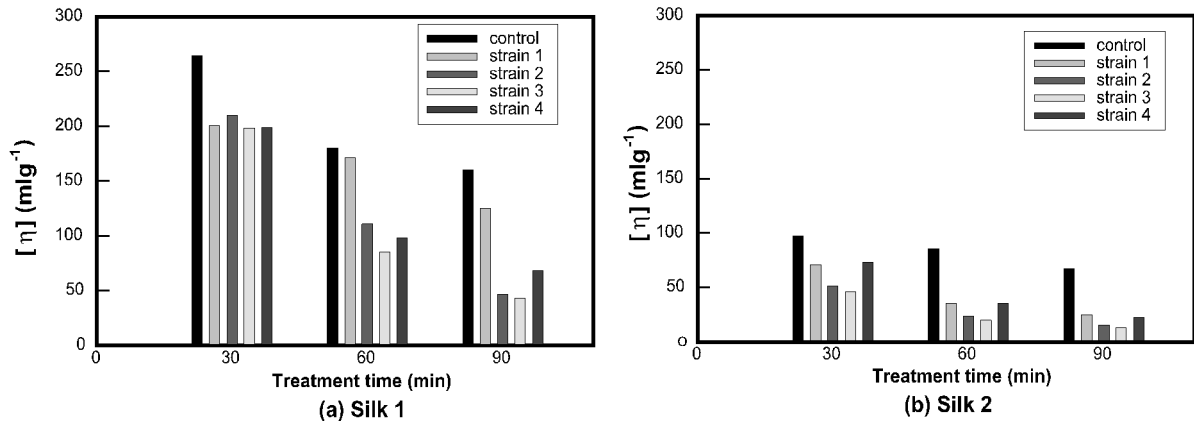 300
250
200
150
100
50
0
[η] (mlg⁻¹)
control
strain 1
strain 2
strain 3
strain 4
0 30 60 90
Treatment time (min)
(a) Silk 1
300
250
200
150
100
50
0
[η] (mlg⁻¹)
control
strain 1
strain 2
strain 3
strain 4
0 30 60 90
Treatment time (min)
(b) Silk 2